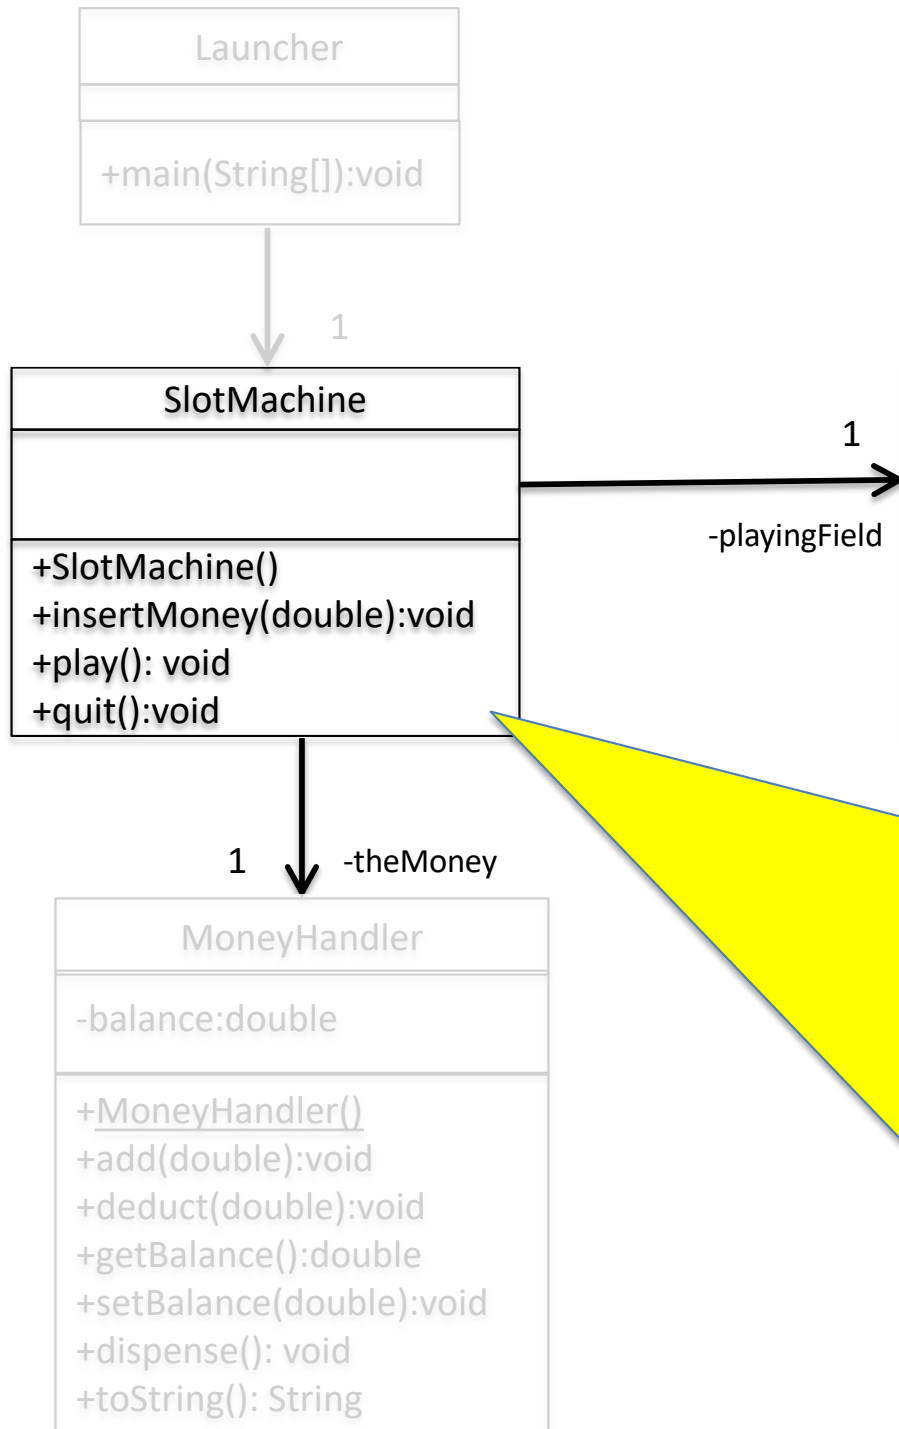 Launcher
+main(String[]):void
1
SlotMachine
1
-playingField
+SlotMachine()
+insertMoney(double):void
+play(): void
+quit():void
1
-theMoney
MoneyHandler
-balance:double
+MoneyHandler()
+add(double):void
+deduct(double):void
+getBalance():double
+setBalance(double):void
+dispense(): void
+toString(): String